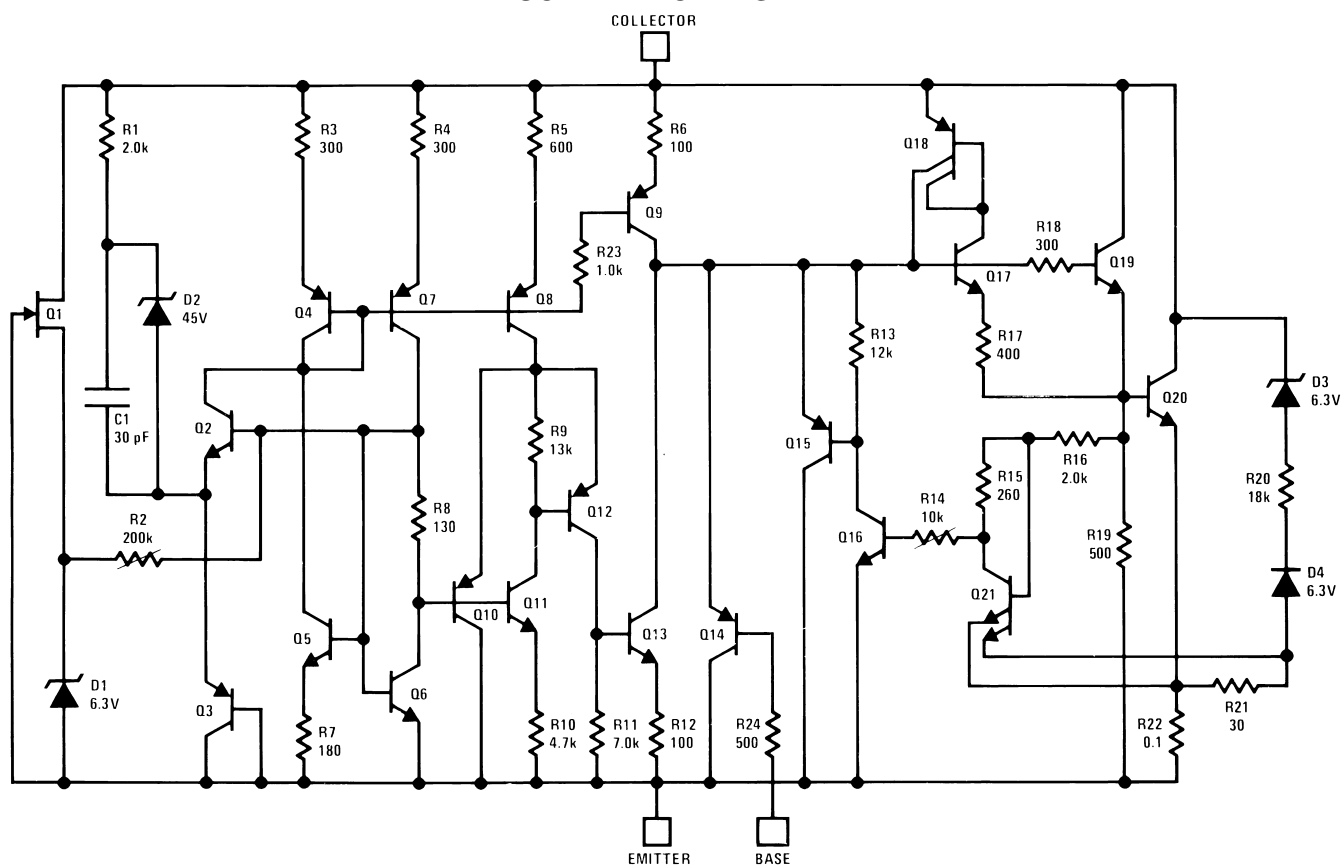 COLLECTOR
R1
2.0k
R3
300
R4
300
R5
600
R6
100
Q18
Q9
R18
300
R23
1.0k
Q17
Q19
Q1
D2
45V
Q4
Q7
Q8
R13
12k
R17
400
D3
6.3V
C1
30 pF
Q2
R9
13k
Q15
Q20
R16
2.0k
R15
260
R20
18k
R2
200k
R8
130
Q12
R14
10k
Q16
R19
500
D4
6.3V
Q5
Q10
Q11
Q13
Q14
Q21
D1
6.3V
Q3
Q6
R7
180
R10
4.7k
R11
7.0k
R12
100
R24
500
R21
30
R22
0.1
EMITTER
BASE